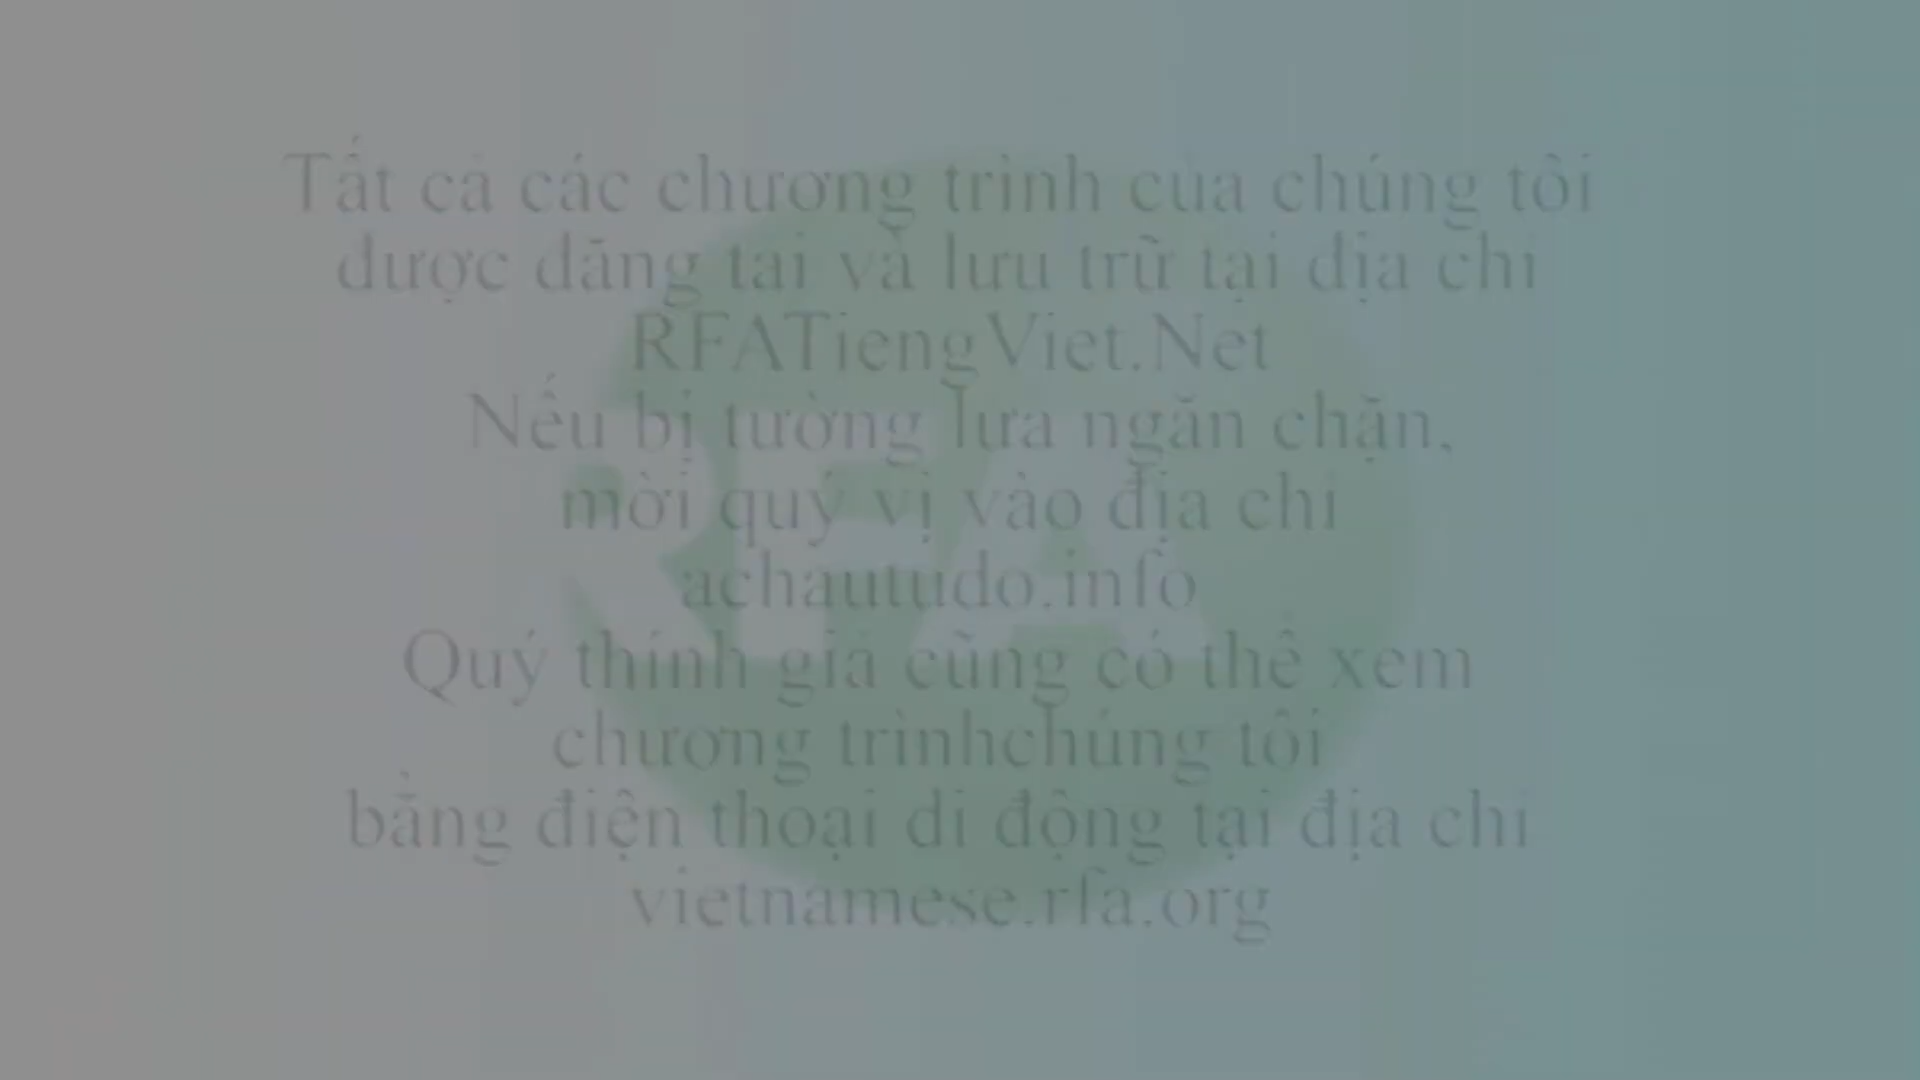 Tất cả các chương trình của chúng tôi
được đăng tải và lưu trữ tại địa chỉ
RFATiengViet.Net
Nếu bị tường lửa ngăn chặn,
mời quý vị vào địa chỉ
achautudo.info
Quý thính giả cũng có thể xem
chương trìnhchúng tôi
bằng điện thoại di động tại địa chỉ
vietnamese.rfa.org
RFA